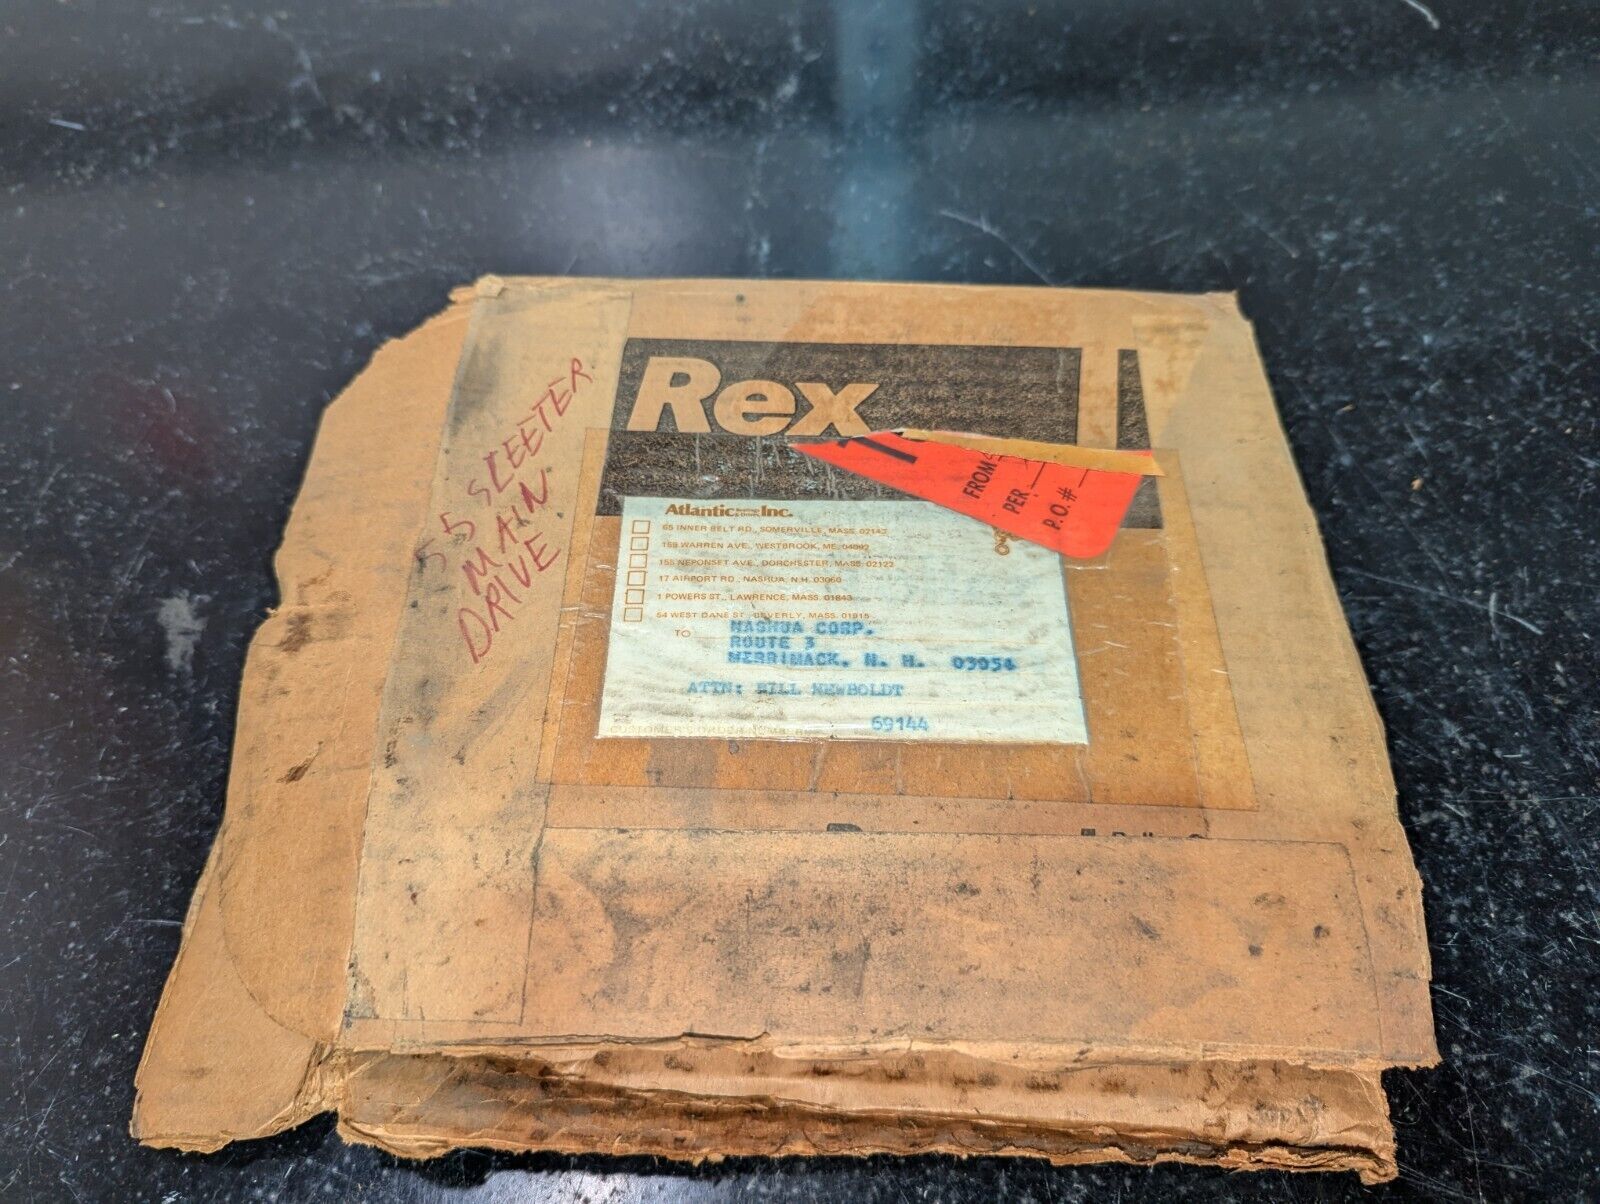 Rex
FROM
PER
P.O.#
55 SLEETER
MAIN
DRIVE
Atlantic Inc.
65 INNER BELT RD., SOMERVILLE, MASS. 02143
159 WARREN AVE., WESTBROOK, ME. 04092
155 NEPONSET AVE., DORCHESTER, MASS. 02122
17 AIRPORT RD., NASHUA, N.H. 03060
1 POWERS ST., LAWRENCE, MASS. 01843
54 WEST DANE ST., BEVERLY, MASS. 01915
TO NASHUA CORP.
ROUTE 3
MERRIMACK, N. H. 03054
ATTN: BILL NEWBOLDT
69144